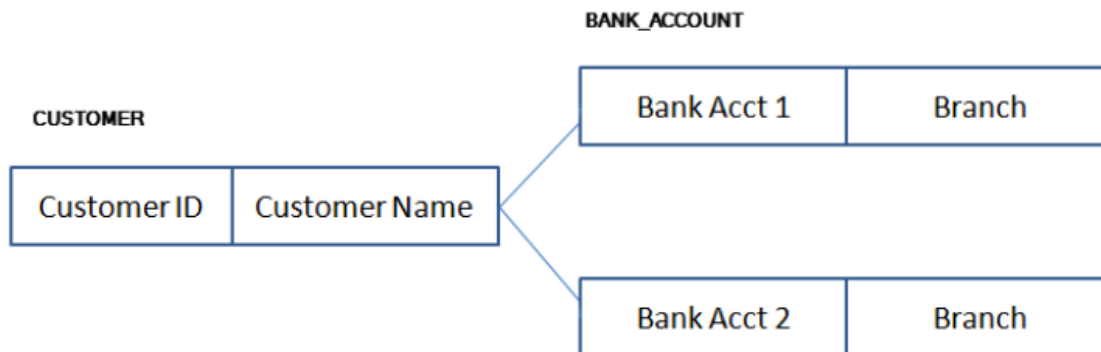 BANK_ACCOUNT
Bank Acct 1 Branch
CUSTOMER
Customer ID Customer Name
Bank Acct 2 Branch